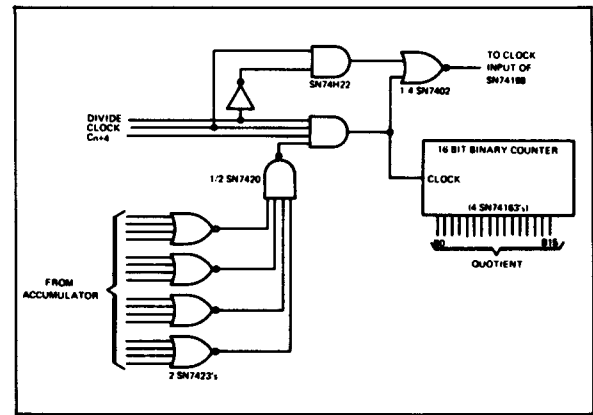 TO CLOCK
INPUT OF
SN74198
SN74H22
1 4 SN7402
DIVIDE
CLOCK
Cn+4
16 BIT BINARY COUNTER
1/2 SN7420
CLOCK
(4 SN74163's)
B0 B15
QUOTIENT
FROM
ACCUMULATOR
2 SN7423's